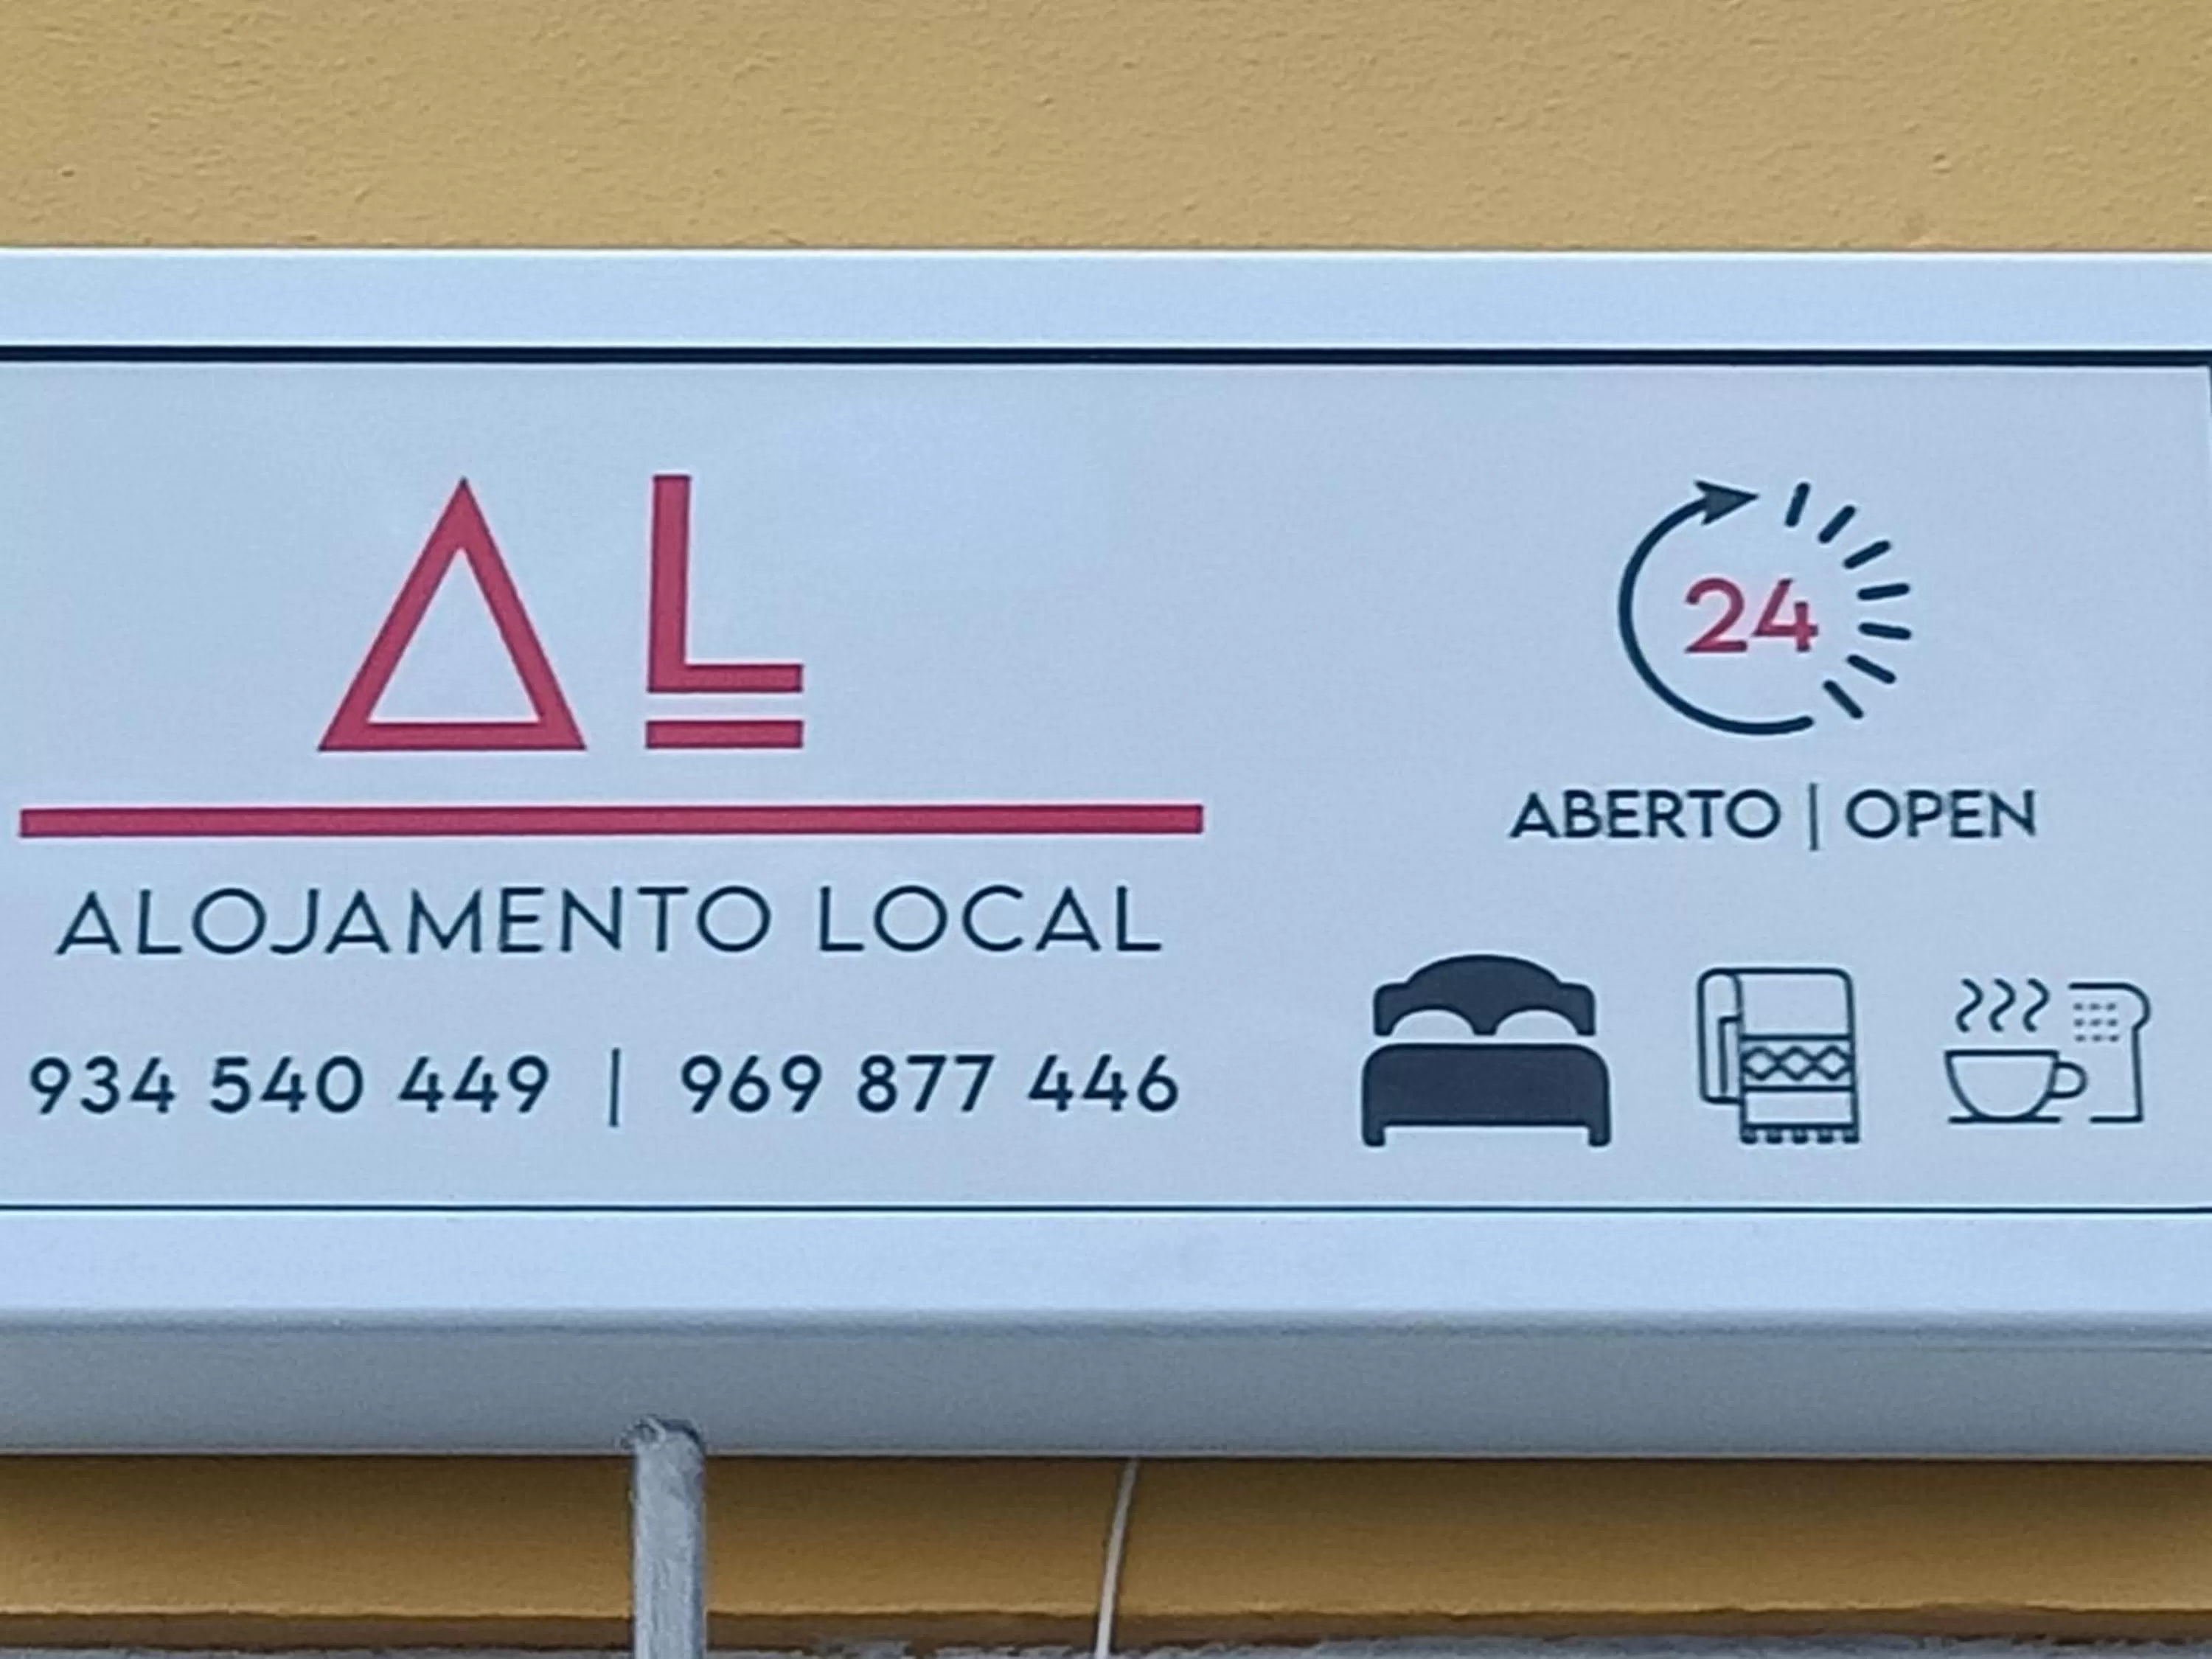 AL
ALOJAMENTO LOCAL
934 540 449 | 969 877 446
24
ABERTO | OPEN